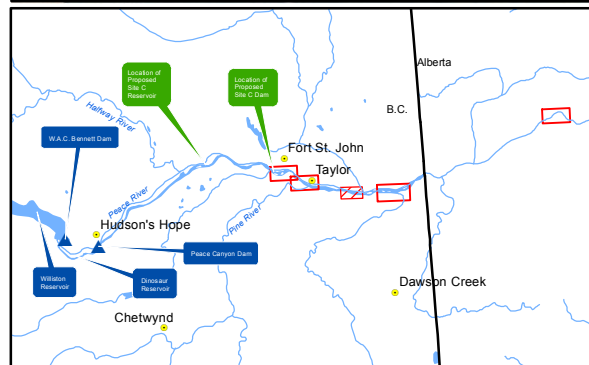 Alberta
B.C.
Location of
Proposed
Site C
Reservoir
Location of
Proposed
Site C Dam
Halfway River
W.A.C. Bennett Dam
Fort St. John
Taylor
Peace River
Pine River
Hudson's Hope
Peace Canyon Dam
Williston
Reservoir
Dinosaur
Reservoir
Dawson Creek
Chetwynd